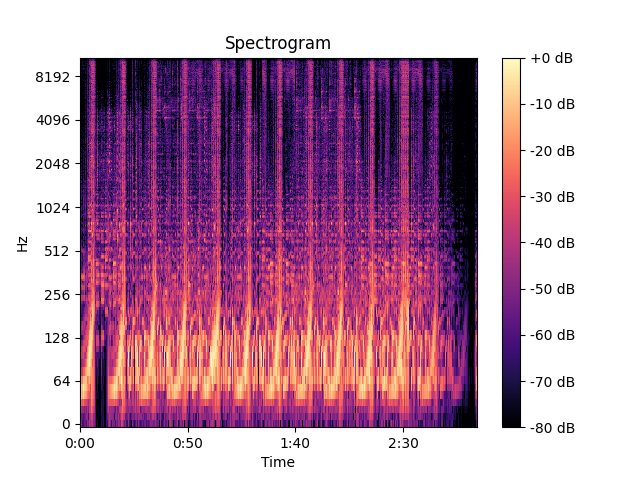 Spectrogram
8192
4096
2048
1024
512
256
128
64
0
Hz
0:00
0:50
1:40
2:30
Time
+0 dB
-10 dB
-20 dB
-30 dB
-40 dB
-50 dB
-60 dB
-70 dB
-80 dB